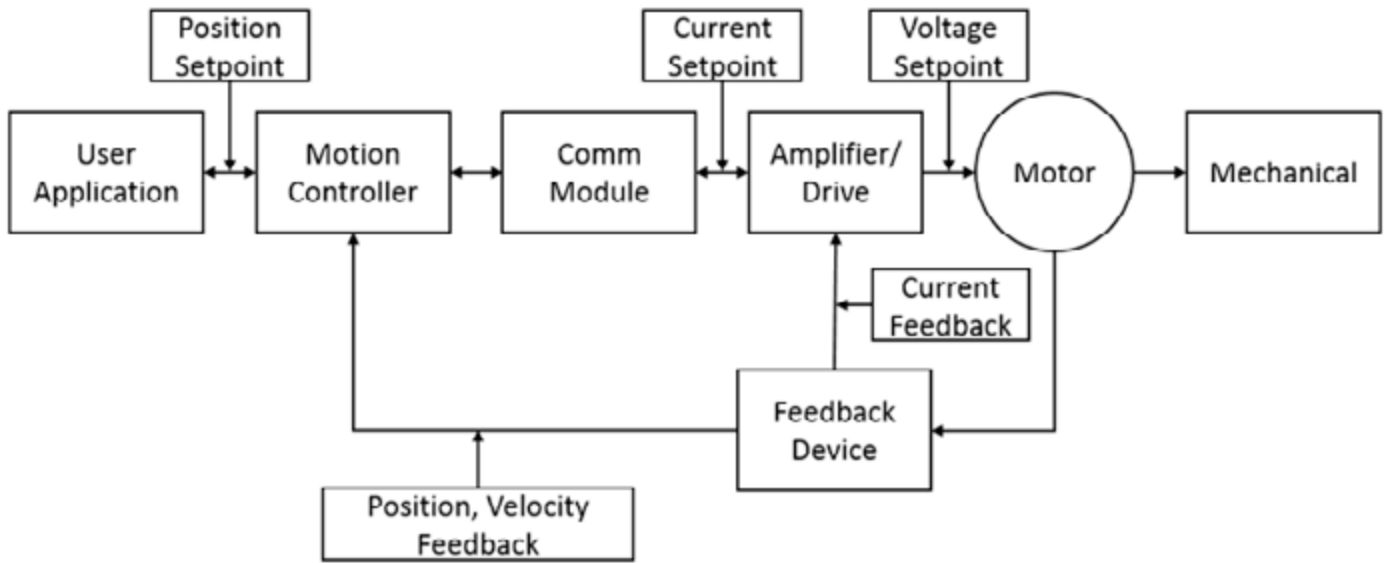 Position
Setpoint
Current
Setpoint
Voltage
Setpoint
User
Application
Motion
Controller
Comm
Module
Amplifier/
Drive
Motor
Mechanical
Current
Feedback
Feedback
Device
Position, Velocity
Feedback